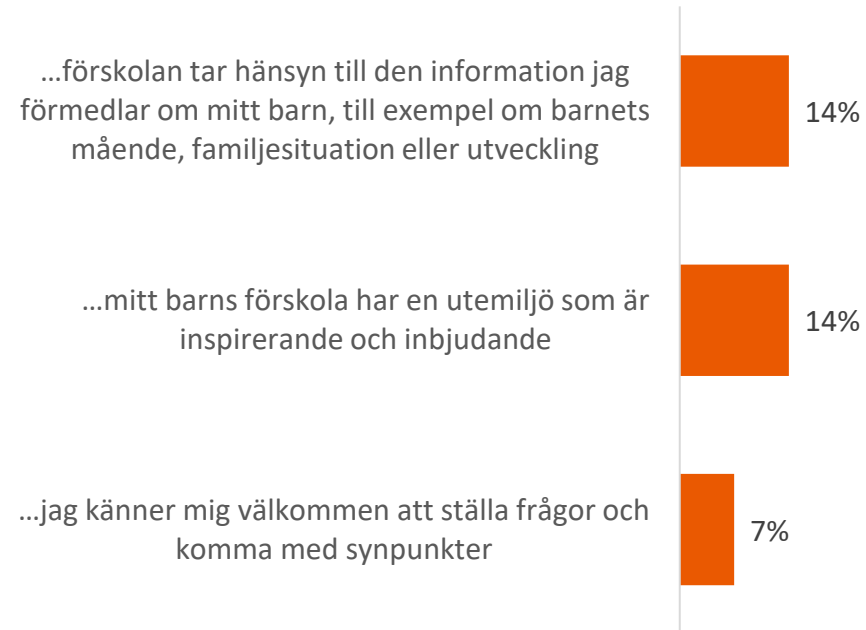 ...förskolan tar hänsyn till den information jag
förmedlar om mitt barn, till exempel om barnets
mående, familjesituation eller utveckling
14%
...mitt barns förskola har en utemiljö som är
inspirerande och inbjudande
14%
...jag känner mig välkommen att ställa frågor och
komma med synpunkter
7%